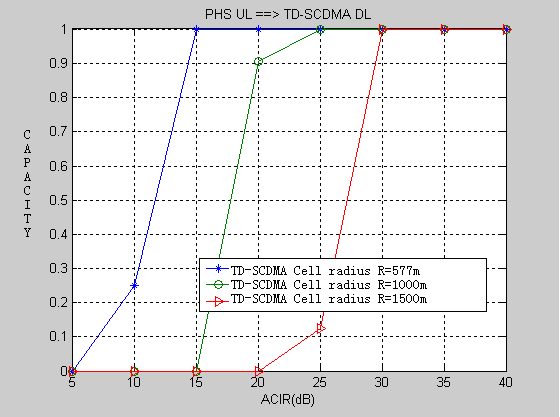 PHS UL ==> TD-SCDMA DL
1
0.9
0.8
0.7
0.6
0.5
0.4
0.3
0.2
0.1
0
CAPACITY
TD-SCDMA Cell radius R=577m
TD-SCDMA Cell radius R=1000m
TD-SCDMA Cell radius R=1500m
5 10 15 20 25 30 35 40
ACIR(dB)